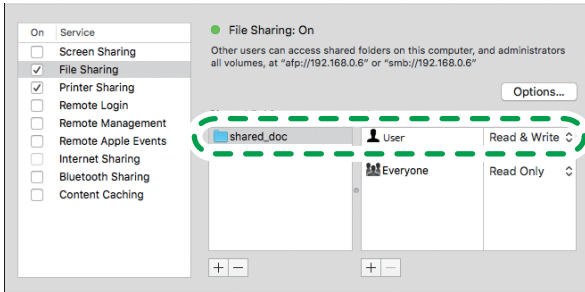 On Service
Screen Sharing
File Sharing
Printer Sharing
Remote Login
Remote Management
Remote Apple Events
Internet Sharing
Bluetooth Sharing
Content Caching
File Sharing: On
Other users can access shared folders on this computer, and administrators
all volumes, at “afp://192.168.0.6” or “smb://192.168.0.6”
Options...
shared_doc
User Read & Write
Everyone Read Only